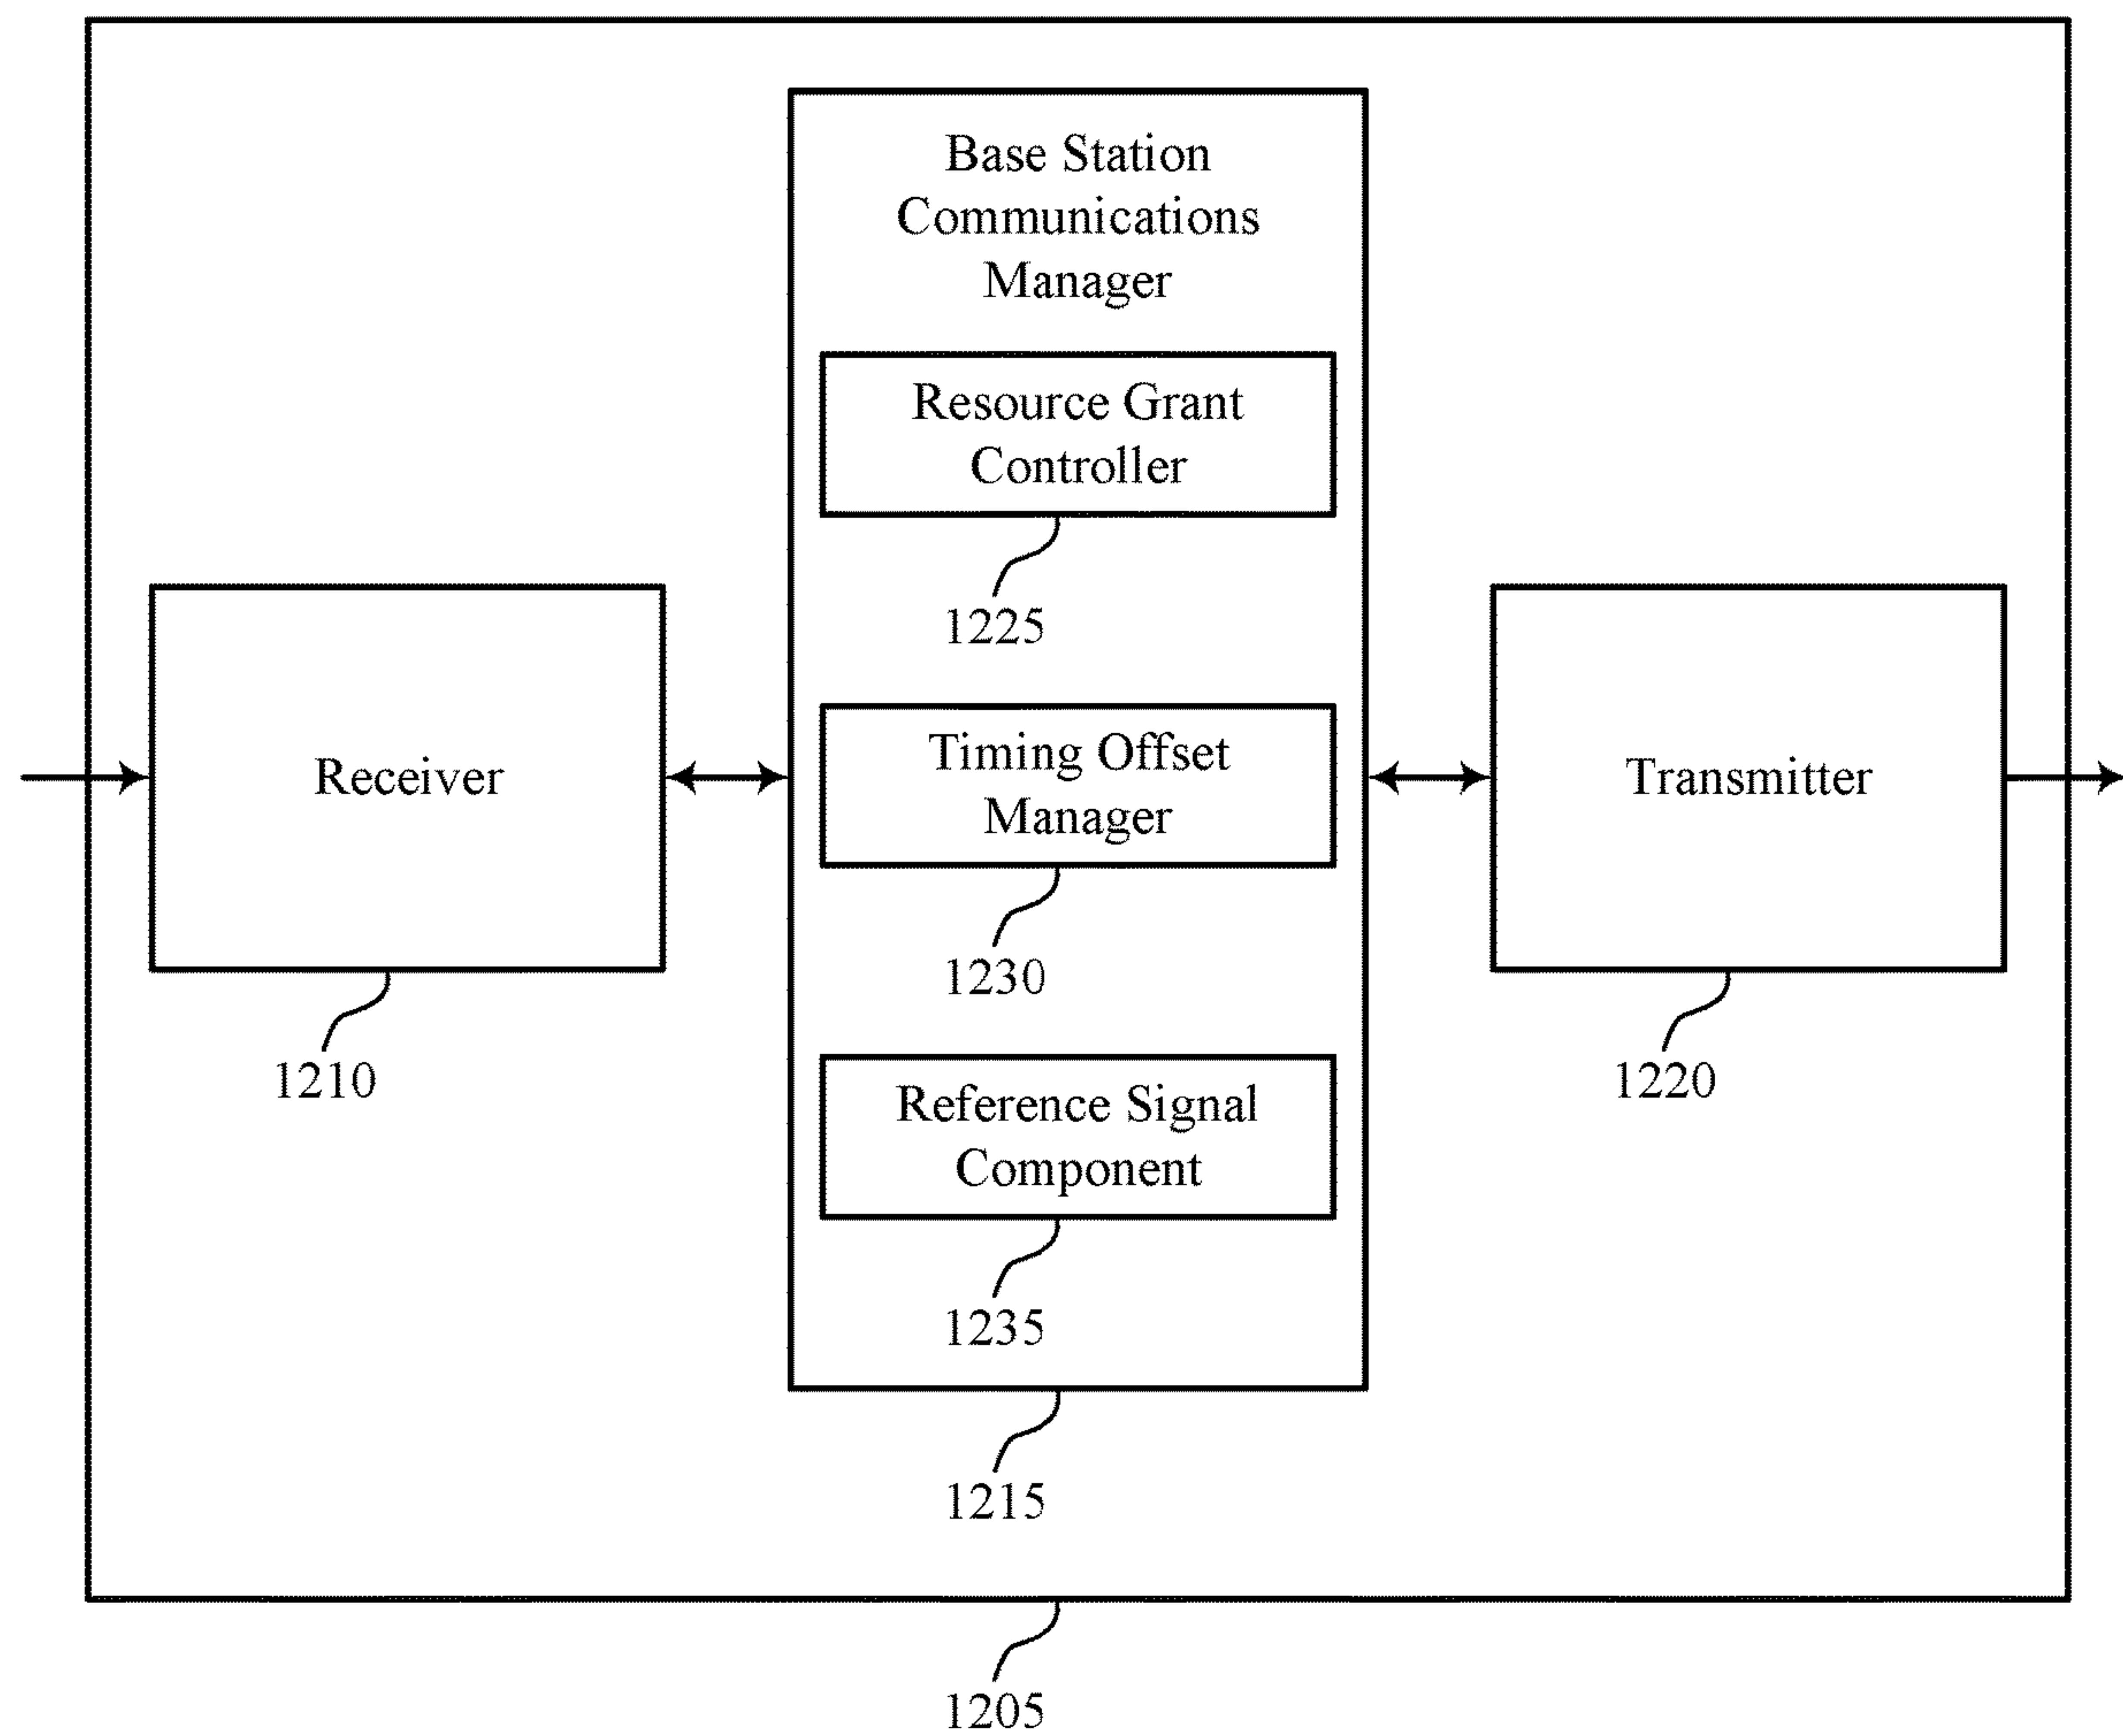 Base Station
Communications
Manager
Resource Grant
Controller
1225
Receiver
1210
Timing Offset
Manager
1230
Transmitter
1220
Reference Signal
Component
1235
1215
1205